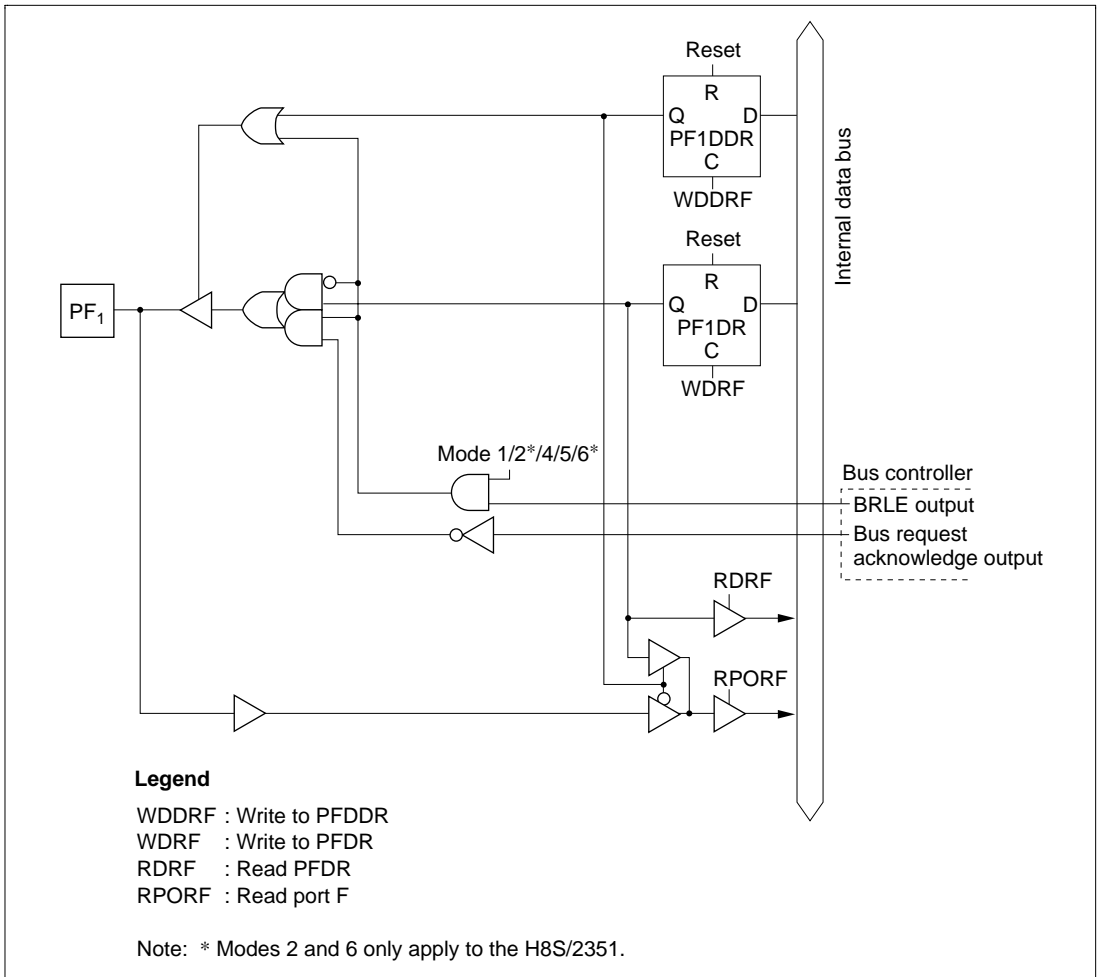 Reset
R
Q D
PF1DDR
C
WDDRF
Internal data bus
Reset
R
Q D
PF1DR
C
WDRF
PF1
Mode 1/2*/4/5/6*
Bus controller
BRLE output
Bus request
acknowledge output
RDRF
RPORF
Legend
WDDRF : Write to PFDDR
WDRF : Write to PFDR
RDRF : Read PFDR
RPORF : Read port F
Note: * Modes 2 and 6 only apply to the H8S/2351.